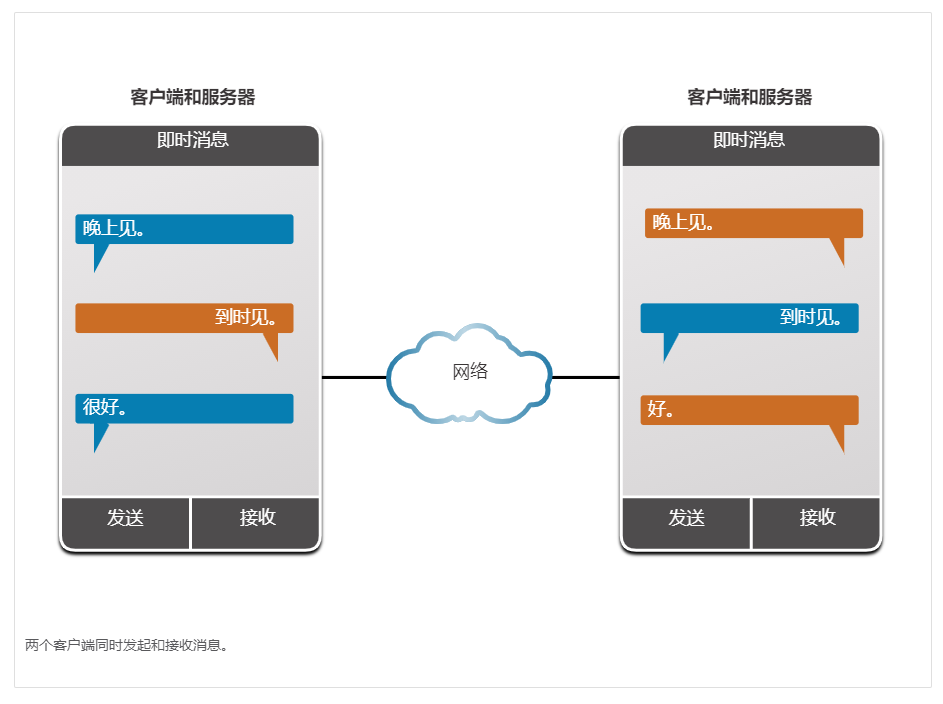 客户端和服务器
即时消息
晚上见。
到时见。
很好。
发送
接收
网络
客户端和服务器
即时消息
晚上见。
到时见。
好。
发送
接收
两个客户端同时发起和接收消息。